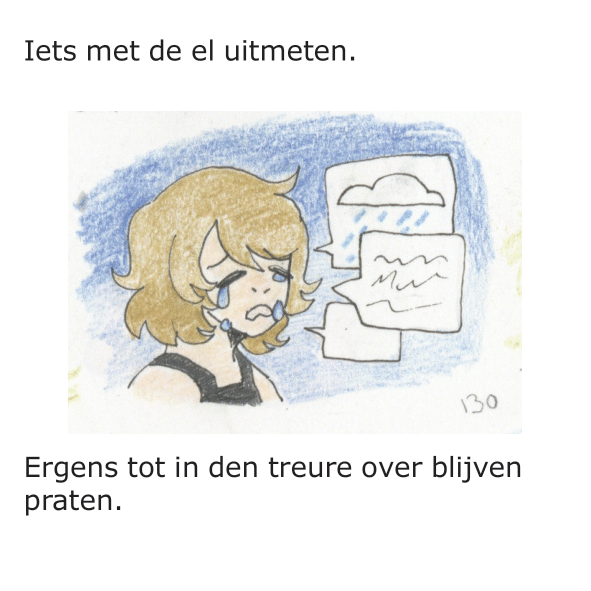 Iets met de el uitmeten.
130
Ergens tot in den treure over blijven
praten.